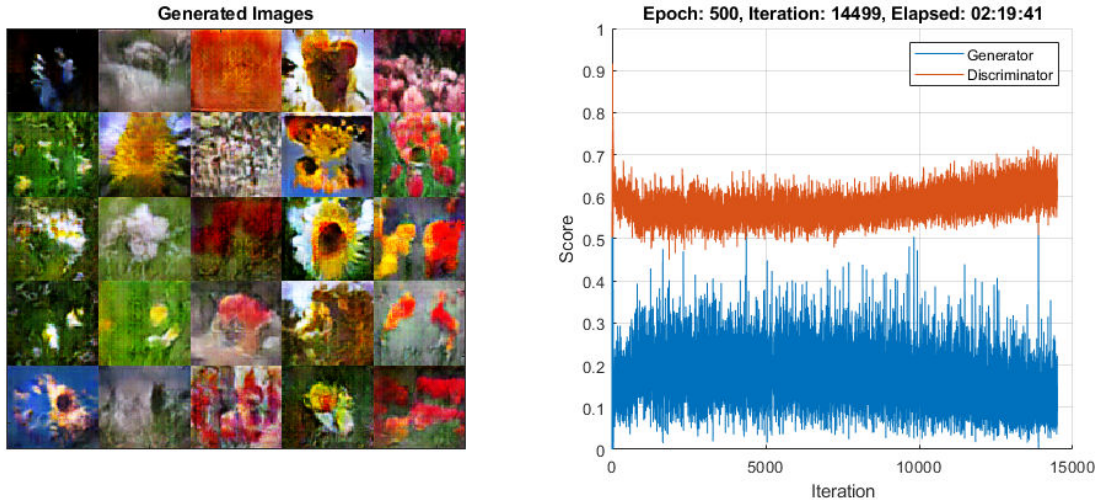 Generated Images
Epoch: 500, Iteration: 14499, Elapsed: 02:19:41
1
0.9
0.8
0.7
0.6
0.5
0.4
0.3
0.2
0.1
0
Score
Generator
Discriminator
0
5000
10000
15000
Iteration